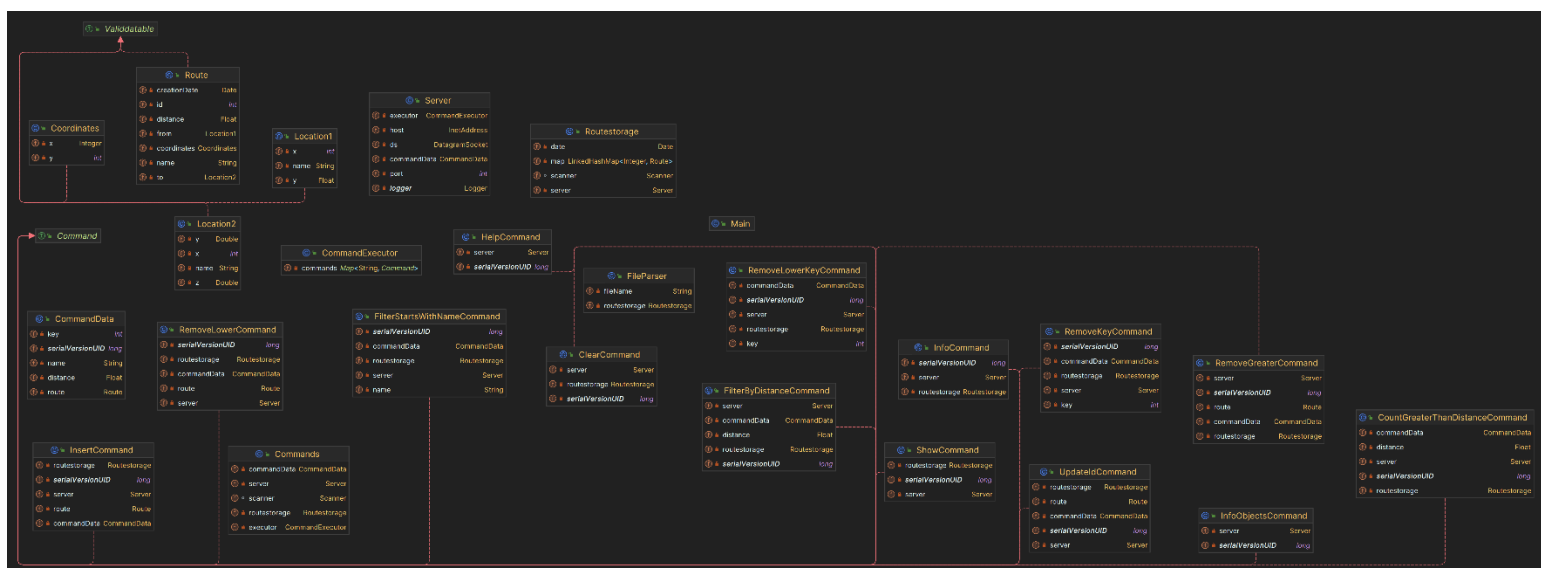 Validdatable
Route
creationDate Date
id int
distance Float
from Location1
coordinates Coordinates
name String
to Location2
Coordinates
x Integer
y int
Location1
x int
name String
y Float
Server
executor CommandExecutor
host InetAddress
ds DatagramSocket
commandData CommandData
port int
logger Logger
Routestorage
date Date
map LinkedHashMap<Integer, Route>
scanner Scanner
server Server
Command
Location2
y Double
x int
name String
z Double
CommandExecutor
commands Map<String, Command>
HelpCommand
server Server
serialVersionUID long
Main
FileParser
fileName String
routestorage Routestorage
RemoveLowerKeyCommand
commandData CommandData
serialVersionUID long
server Server
routestorage Routestorage
key int
CommandData
key int
serialVersionUID long
name String
distance Float
route Route
RemoveLowerCommand
serialVersionUID long
routestorage Routestorage
commandData CommandData
route Route
server Server
FilterStartsWithNameCommand
serialVersionUID long
commandData CommandData
routestorage Routestorage
server Server
name String
ClearCommand
server Server
routestorage Routestorage
serialVersionUID long
FilterByDistanceCommand
server Server
commandData CommandData
distance Float
routestorage Routestorage
serialVersionUID long
InfoCommand
serialVersionUID long
server Server
routestorage Routestorage
RemoveKeyCommand
serialVersionUID long
commandData CommandData
routestorage Routestorage
server Server
key int
RemoveGreaterCommand
server Server
serialVersionUID long
route Route
commandData CommandData
routestorage Routestorage
CountGreaterThanDistanceCommand
commandData CommandData
distance Float
server Server
serialVersionUID long
routestorage Routestorage
InsertCommand
routestorage Routestorage
serialVersionUID long
server Server
route Route
commandData CommandData
Commands
commandData CommandData
server Server
scanner Scanner
routestorage Routestorage
executor CommandExecutor
ShowCommand
routestorage Routestorage
serialVersionUID long
server Server
UpdateIdCommand
routestorage Routestorage
route Route
commandData CommandData
serialVersionUID long
server Server
InfoObjectsCommand
server Server
serialVersionUID long